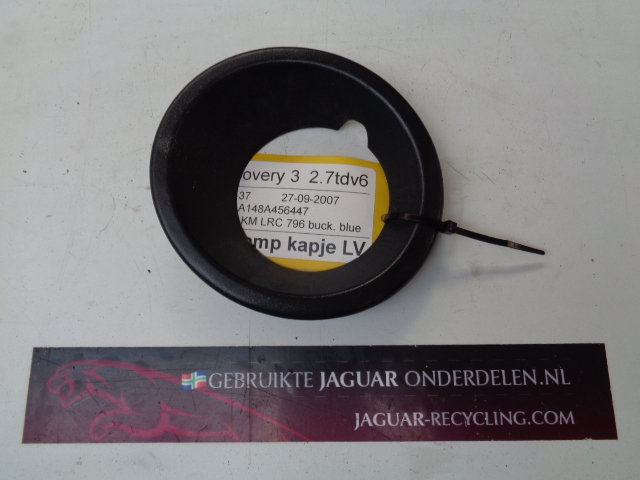 overy 3 2.7tdv6
37 27-09-2007
A148A456447
KM LRC 796 buck. blue
mp kapje LV
GEBRUIKTE JAGUAR ONDERDELEN.NL
JAGUAR-RECYCLING.COM